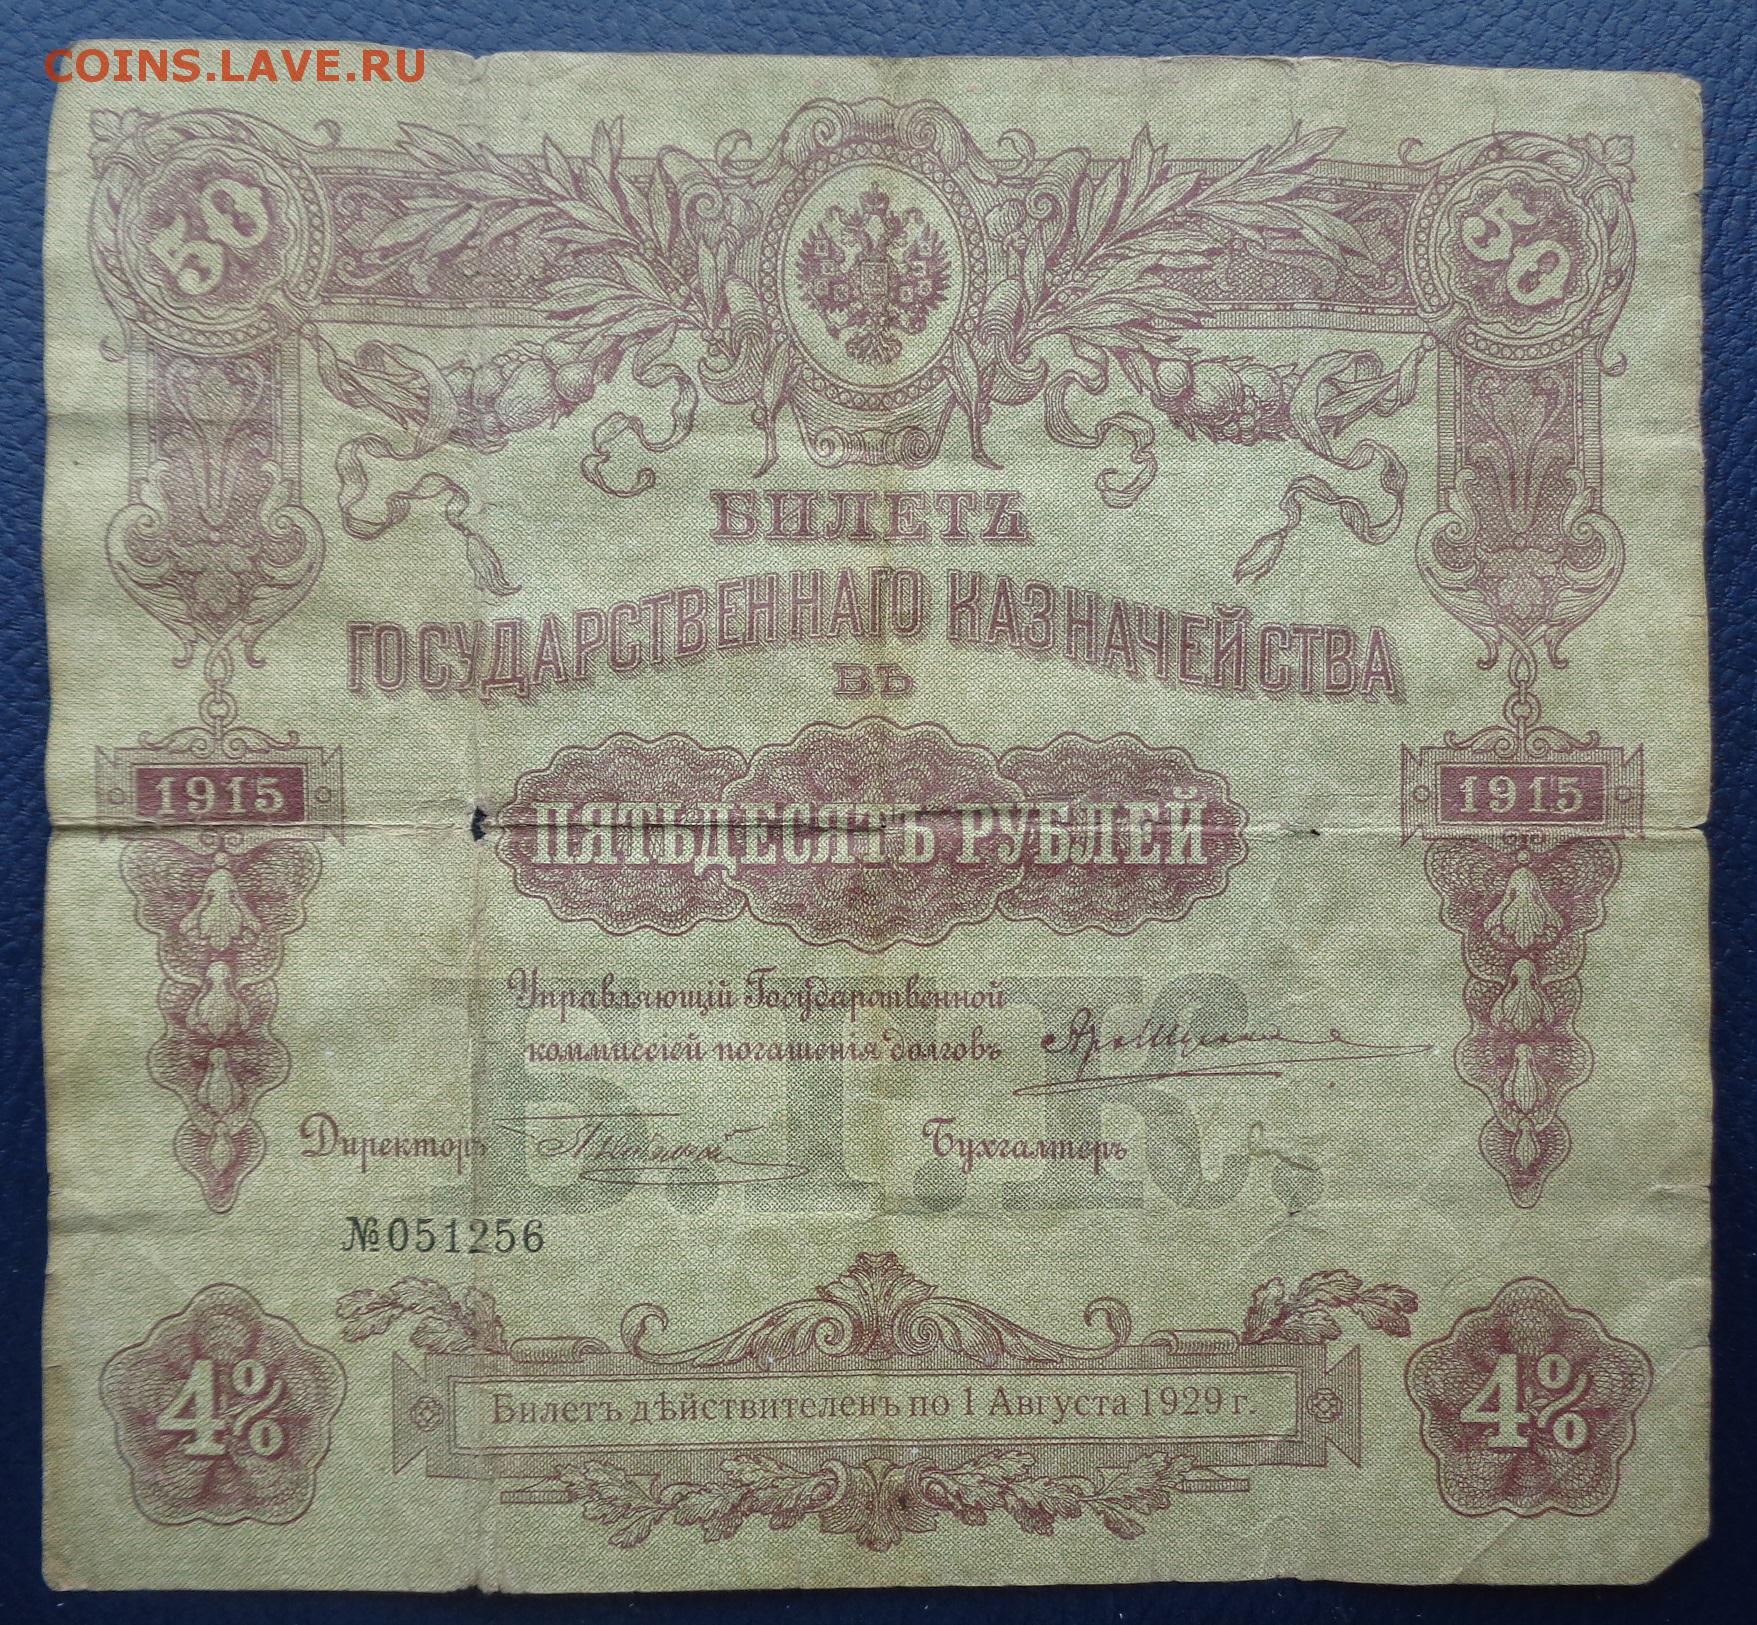 COINS.LAVE.RU
50 50
БИЛЕТЪ
ГОСУДАРСТВЕННАГО КАЗНАЧЕЙСТВА
ВЪ
1915 1915
ПЯТЬДЕСЯТЪ РУБЛЕЙ
Управляющій Государственной
коммиссіей погашенія долговъ
Директоръ Бухгалтеръ
Б.Г.К.
№051256
4% 4%
Билетъ дѣйствителенъ по 1 Августа 1929 г.